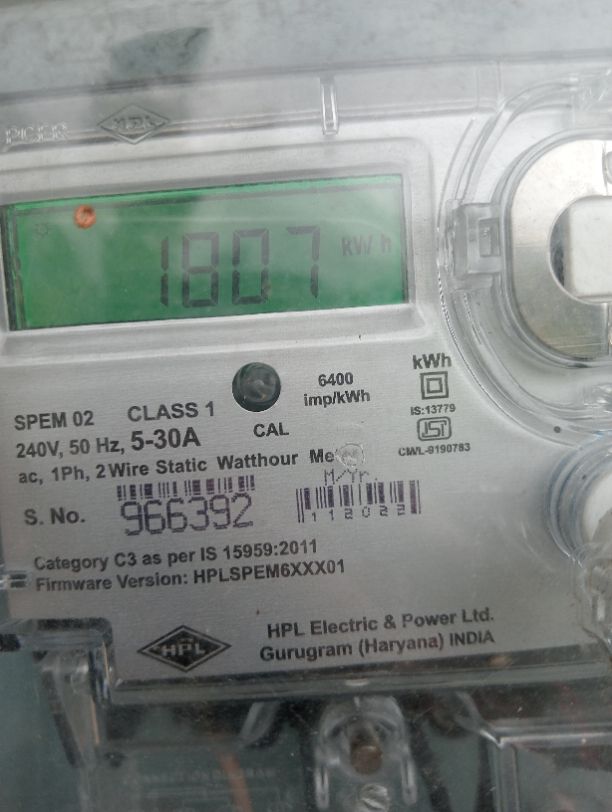 HPL
1807 kWh
6400
imp/kWh
kWh
SPEM 02 CLASS 1
CAL
IS:13779
240V, 50 Hz, 5-30A
ISI
CM/L-9190783
ac, 1Ph, 2 Wire Static Watthour
M/Yr.
S. No. 966392
112022
Category C3 as per IS 15959:2011
Firmware Version: HPLSPEM6XXX01
HPL
HPL Electric & Power Ltd.
Gurugram (Haryana) INDIA